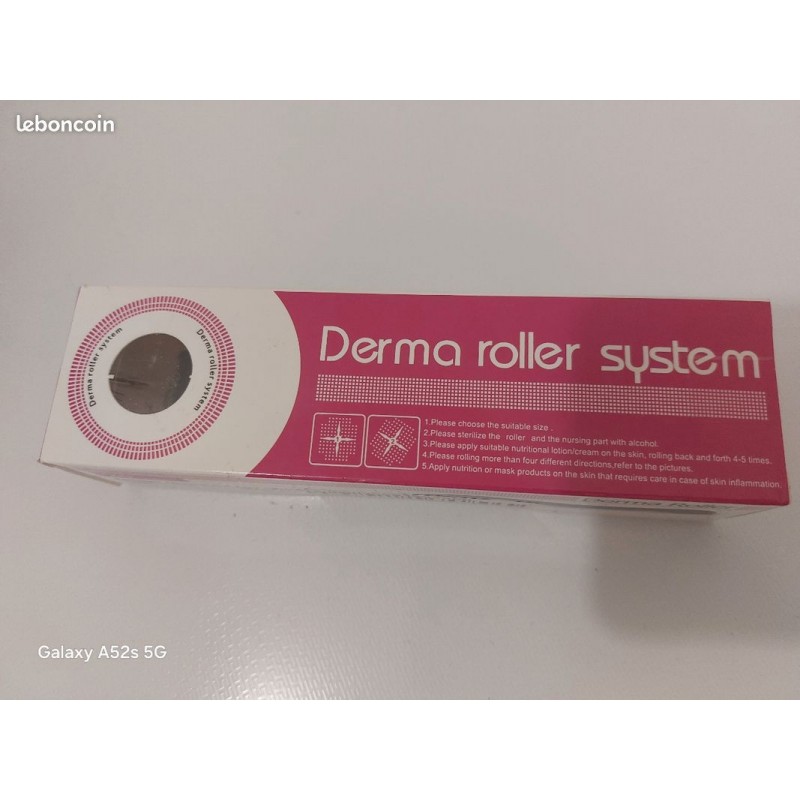 leboncoin
Derma roller system
Derma roller system
Derma roller system
1.Please choose the suitable size .
2.Please sterilize the roller and the nursing part with alcohol.
3.Please apply suitable nutritional lotion/cream on the skin, rolling back and forth 4-5 times.
4.Please rolling more than four different directions,refer to the pictures.
5.Apply nutrition or mask products on the skin that requires care in case of skin inflammation.
Galaxy A52s 5G